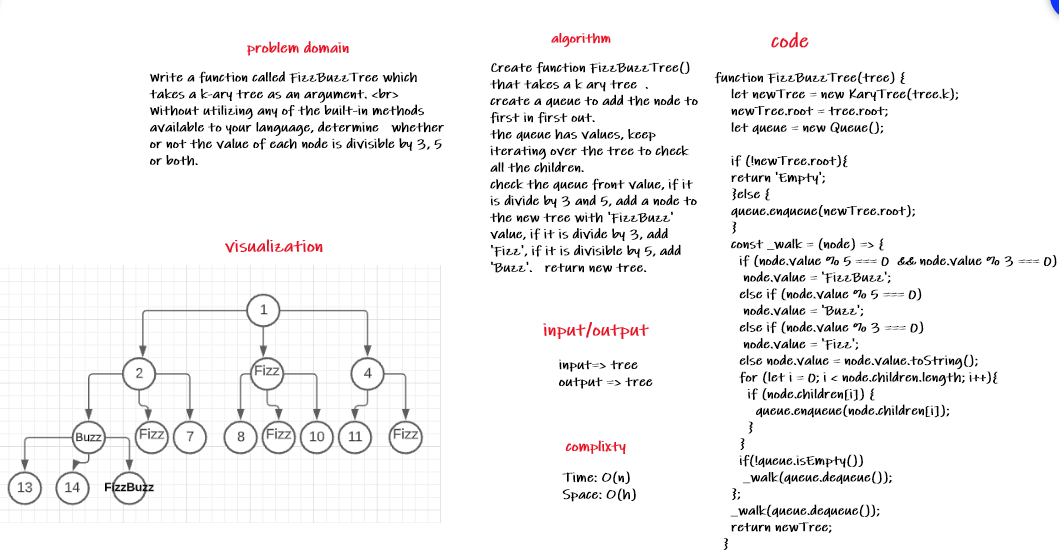 problem domain
Write a function called FizzBuzzTree which
takes a k-ary tree as an argument. <br>
Without utilizing any of the built-in methods
available to your language, determine whether
or not the value of each node is divisible by 3, 5
or both.
visualization
1
2
Fizz
4
Buzz
Fizz
7
8
Fizz
10
11
Fizz
13
14
FizzBuzz
algorithm
Create function FizzBuzzTree()
that takes a k ary tree .
create a queue to add the node to
first in first out.
the queue has values, keep
iterating over the tree to check
all the children.
check the queue front value, if it
is divide by 3 and 5, add a node to
the new tree with 'FizzBuzz'
value, if it is divide by 3, add
'Fizz', if it is divisible by 5, add
'Buzz'. return new tree.
input/output
input=> tree
output => tree
complixty
Time: O(n)
Space: O(h)
code
function FizzBuzzTree(tree) {
let newTree = new KaryTree(tree.k);
newTree.root = tree.root;
let queue = new Queue();
if (!newTree.root){
return 'Empty';
}else {
queue.enqueue(newTree.root);
}
const _walk = (node) => {
if (node.value % 5 === 0 && node.value % 3 === 0)
node.value = 'FizzBuzz';
else if (node.value % 5 === 0)
node.value = 'Buzz';
else if (node.value % 3 === 0)
node.value = 'Fizz';
else node.value = node.value.toString();
for (let i = 0; i < node.children.length; i++){
if (node.children[i]) {
queue.enqueue(node.children[i]);
}
}
if(!queue.isEmpty())
_walk(queue.dequeue());
};
_walk(queue.dequeue());
return newTree;
}